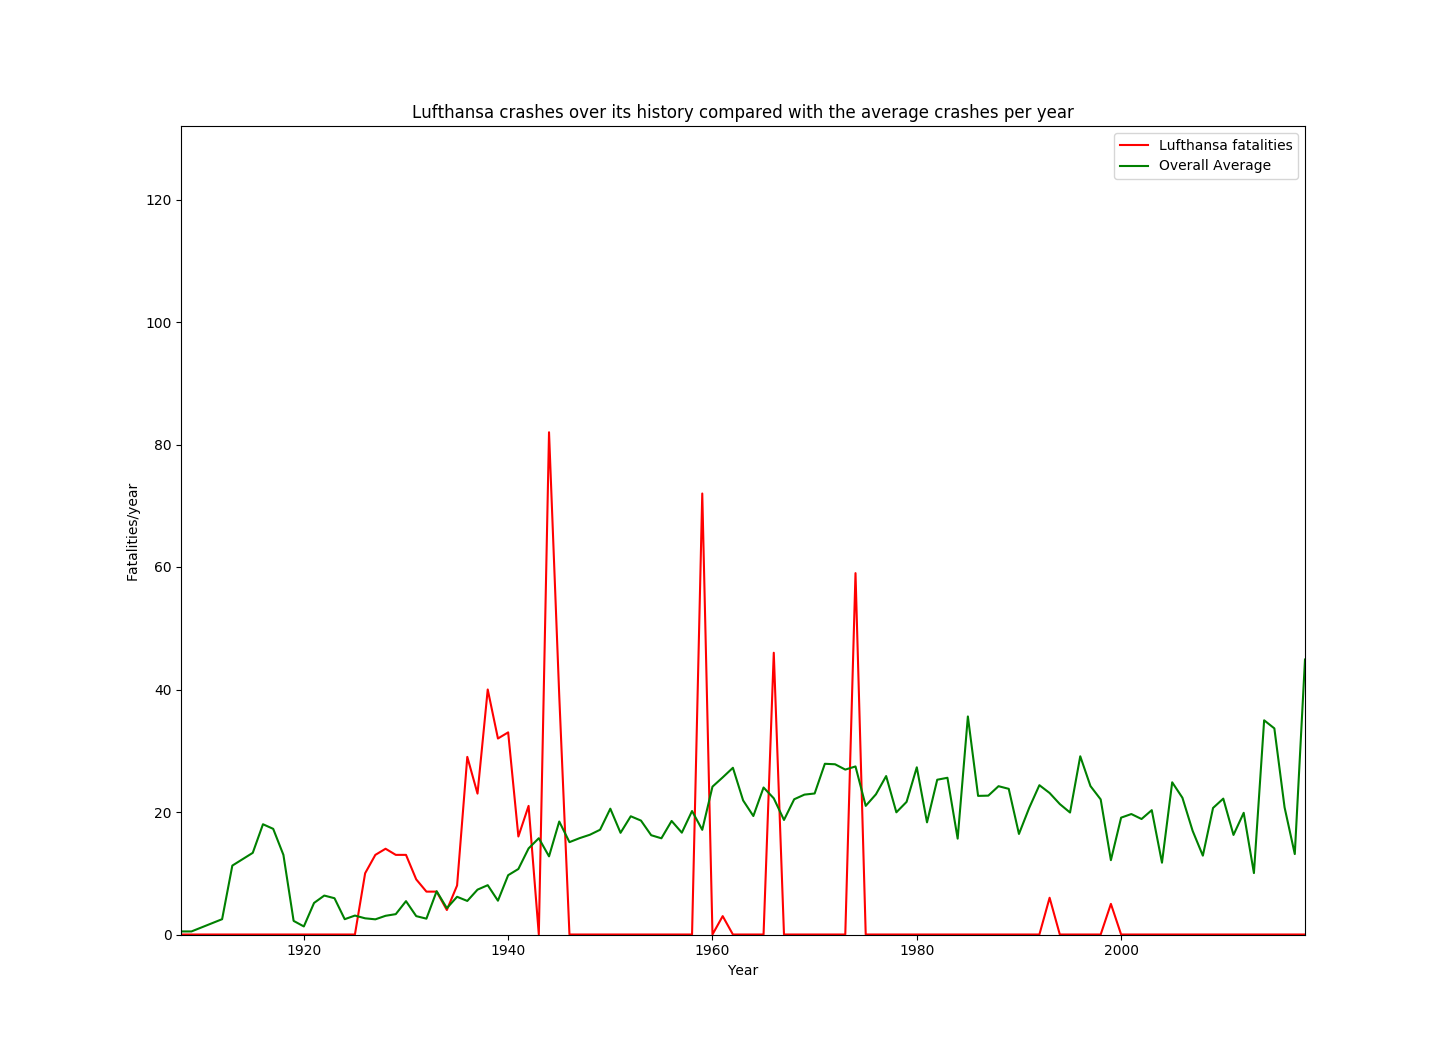 Lufthansa crashes over its history compared with the average crashes per year
Lufthansa fatalities
Overall Average
120
100
80
60
40
20
0
Fatalities/year
1920 1940 1960 1980 2000
Year